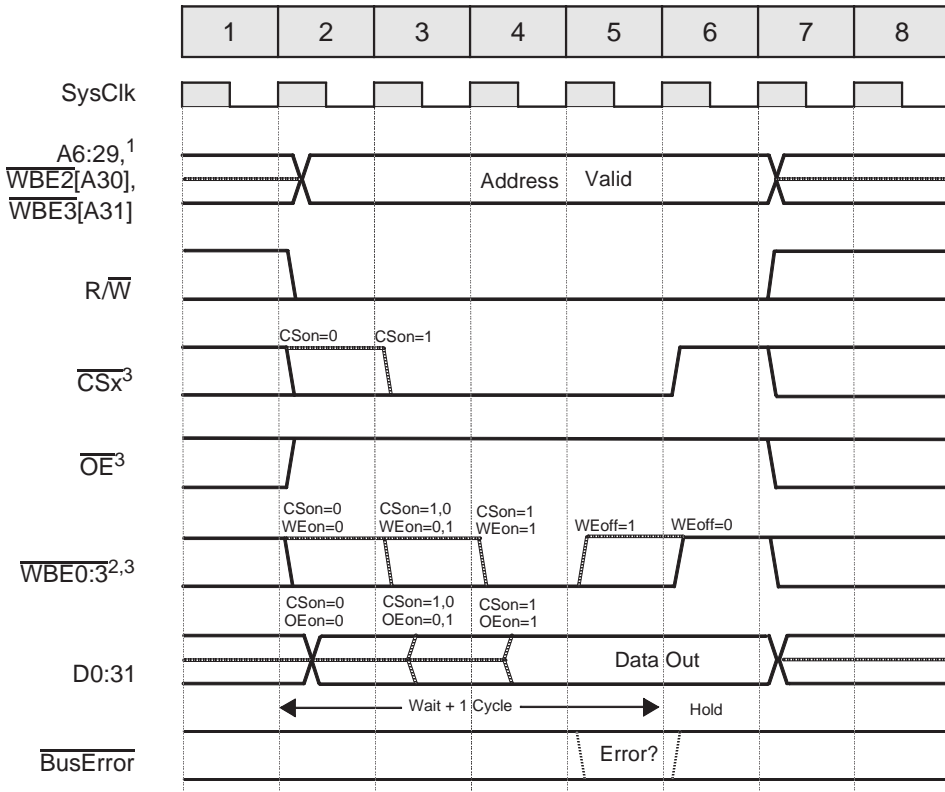 1 2 3 4 5 6 7 8
SysClk
A6:29,1
WBE2[A30],
WBE3[A31]
Address Valid
R/W
CSon=0 CSon=1
CSx3
OE3
CSon=0 CSon=1,0 CSon=1
WEon=0 WEon=0,1 WEon=1 WEoff=1 WEoff=0
WBE0:32,3
CSon=0 CSon=1,0 CSon=1
OEon=0 OEon=0,1 OEon=1
D0:31
Data Out
Wait + 1 Cycle Hold
BusError
Error?